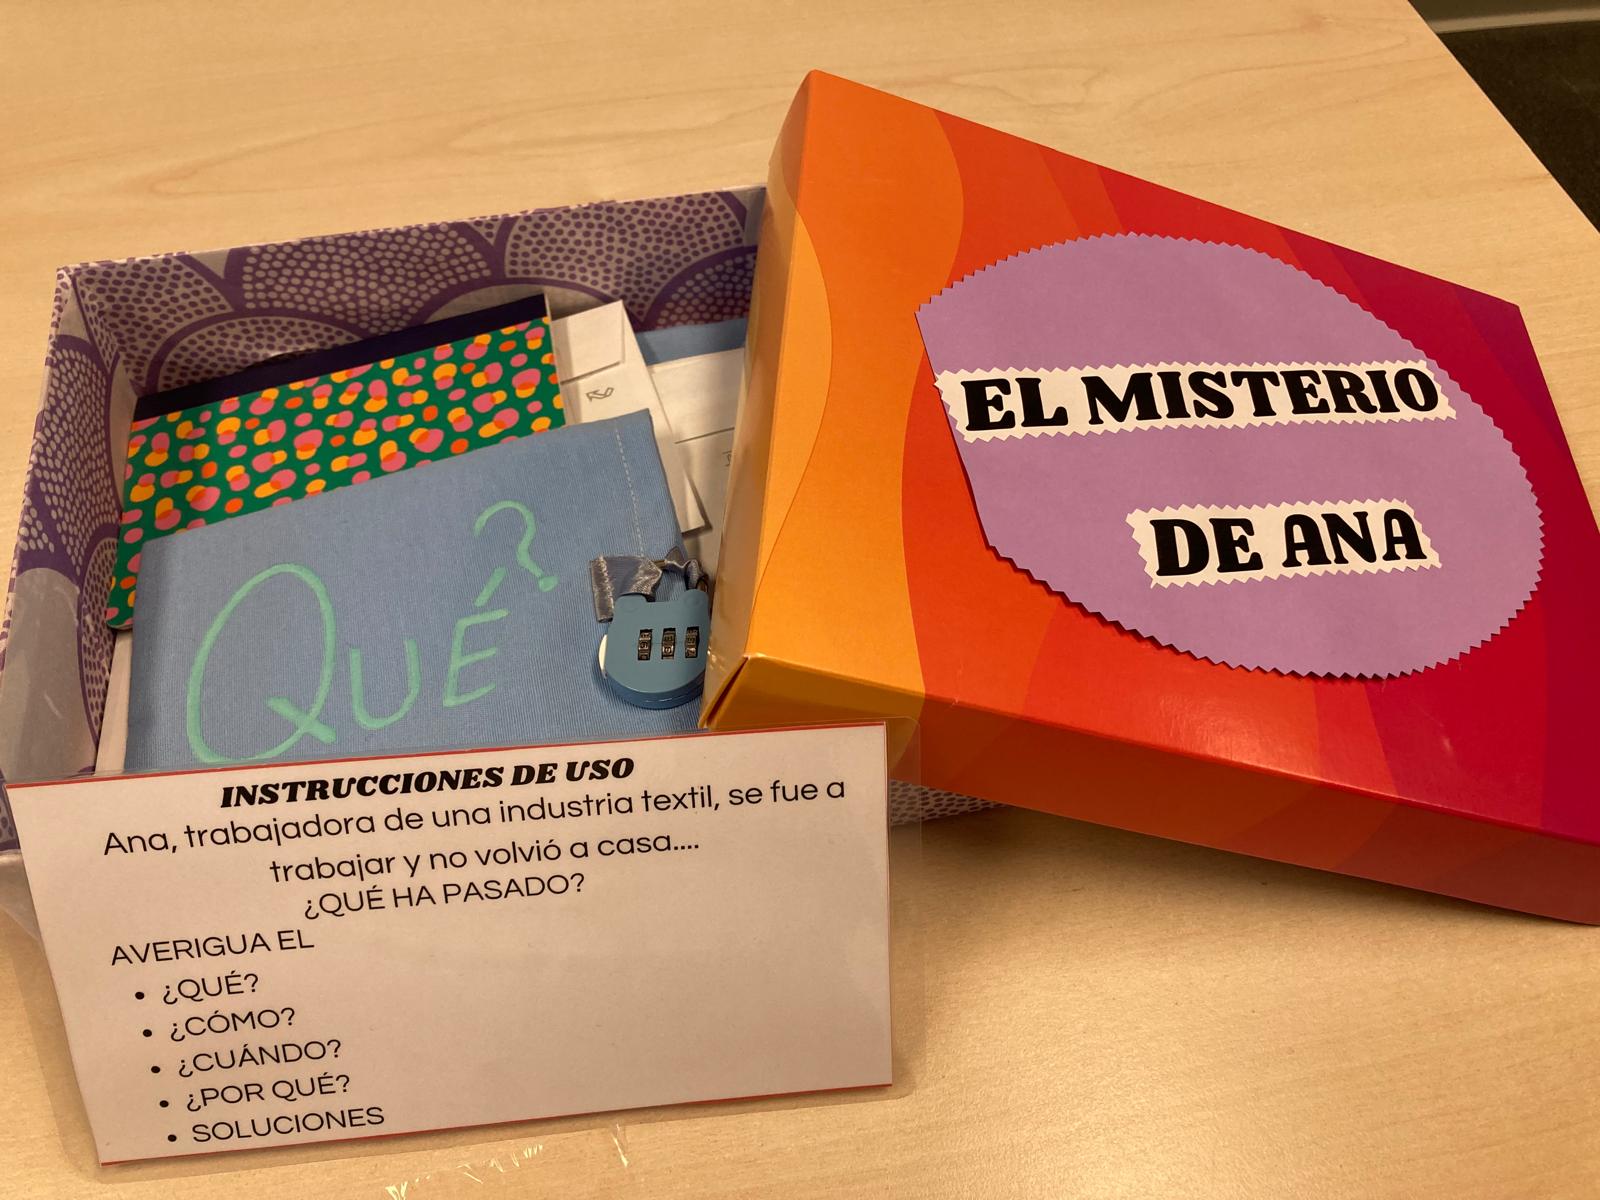 EL MISTERIO
DE ANA
QUÉ?
INSTRUCCIONES DE USO
Ana, trabajadora de una industria textil, se fue a
trabajar y no volvió a casa....
¿QUÉ HA PASADO?
AVERIGUA EL
• ¿QUÉ?
• ¿CÓMO?
• ¿CUÁNDO?
• ¿POR QUÉ?
• SOLUCIONES